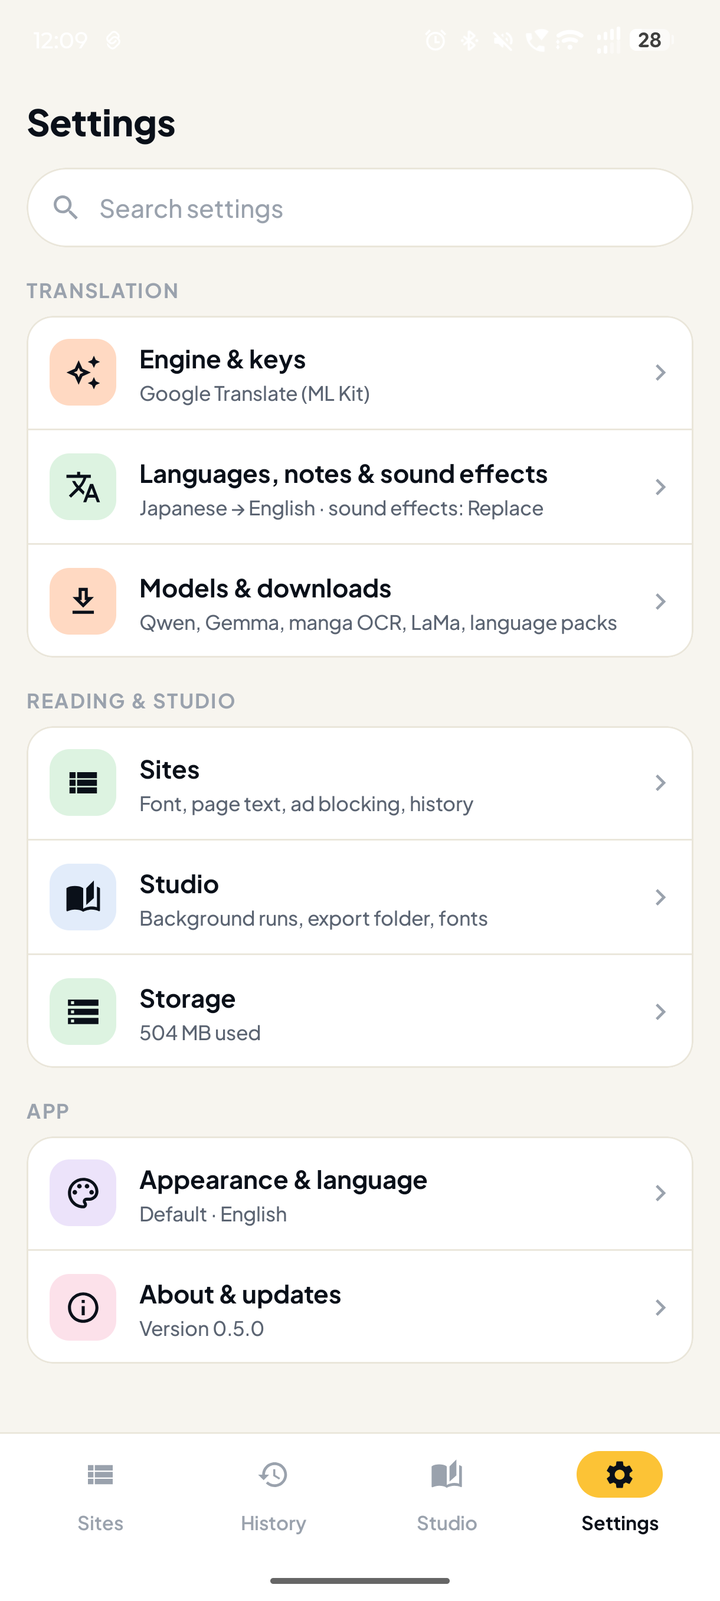 12:09
28
Settings
Search settings
TRANSLATION
Engine & keys
Google Translate (ML Kit)
Languages, notes & sound effects
Japanese → English · sound effects: Replace
Models & downloads
Qwen, Gemma, manga OCR, LaMa, language packs
READING & STUDIO
Sites
Font, page text, ad blocking, history
Studio
Background runs, export folder, fonts
Storage
504 MB used
APP
Appearance & language
Default · English
About & updates
Version 0.5.0
Sites
History
Studio
Settings